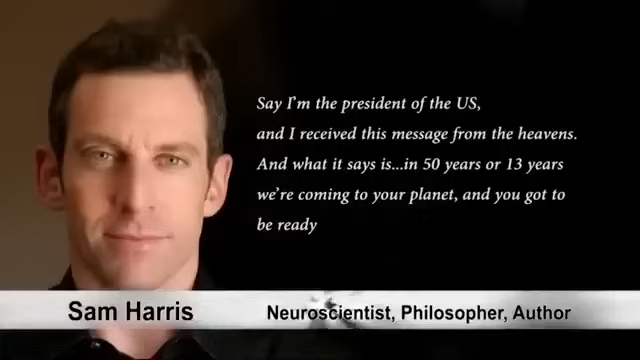 Say I'm the president of the US,
and I received this message from the heavens.
And what it says is...in 50 years or 13 years
we're coming to your planet, and you got to
be ready
Sam Harris
Neuroscientist, Philosopher, Author